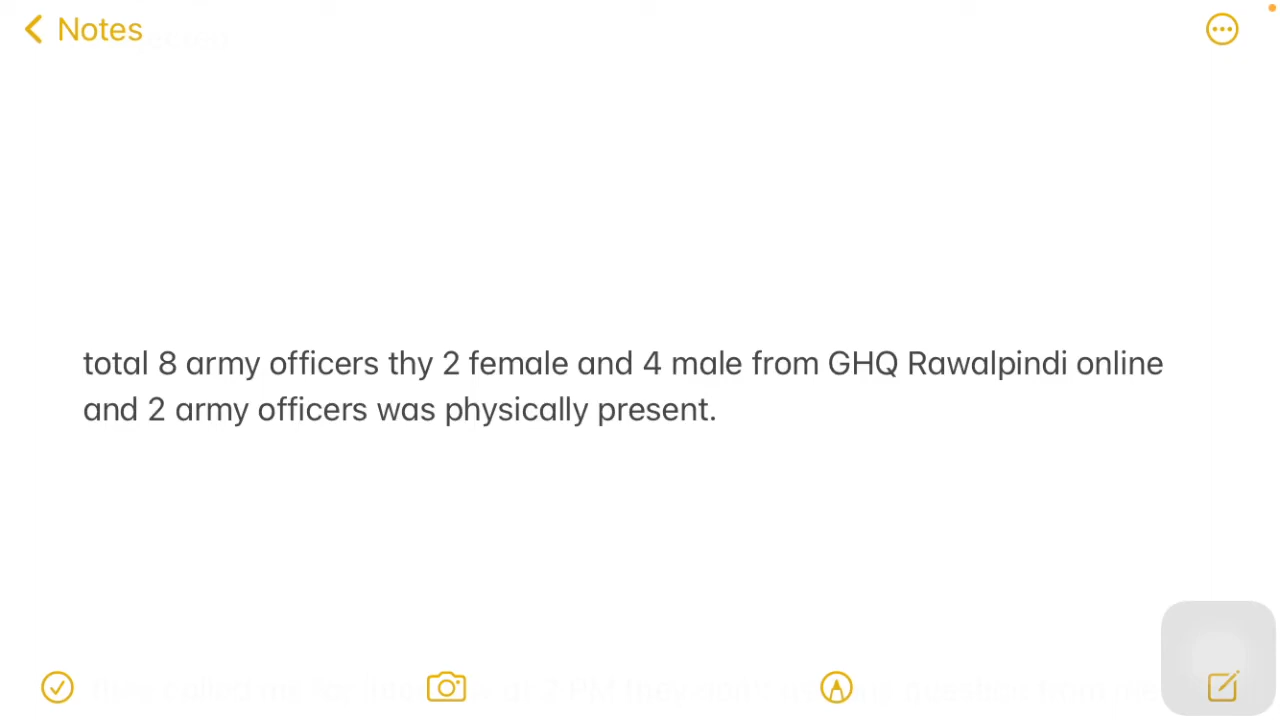 Notes
total 8 army officers thy 2 female and 4 male from GHQ Rawalpindi online
and 2 army officers was physically present.